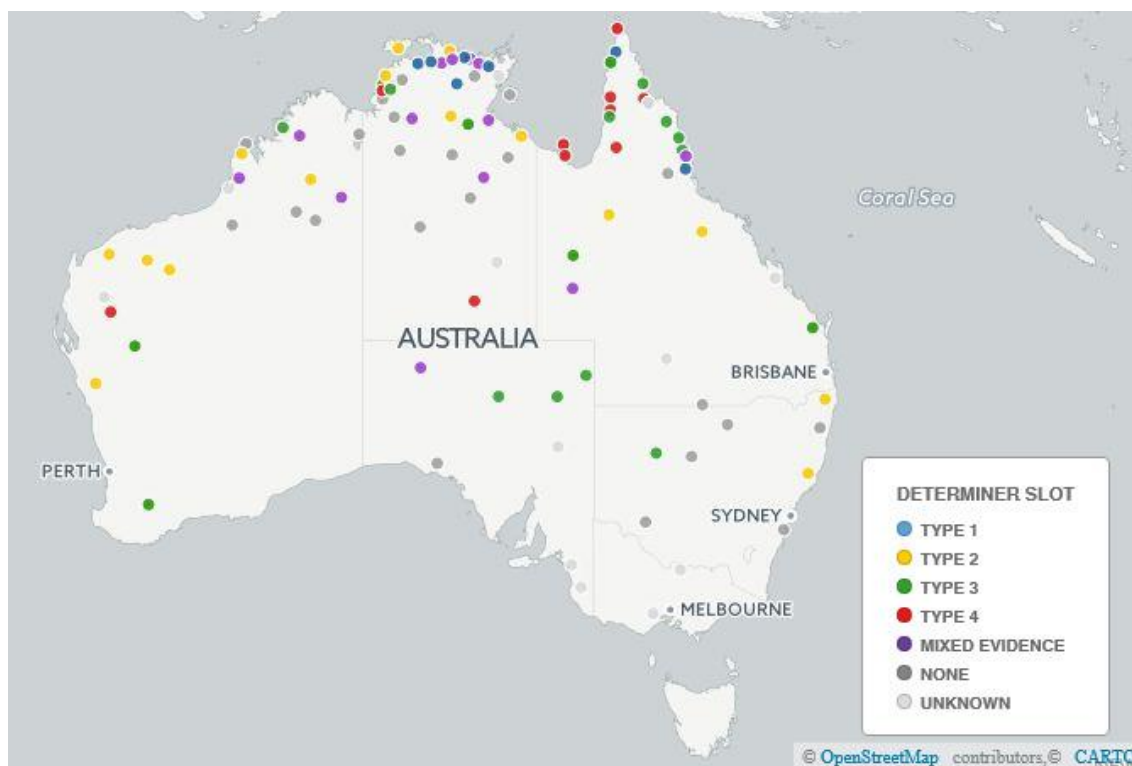 Coral Sea
AUSTRALIA
BRISBANE
PERTH
SYDNEY
MELBOURNE
DETERMINER SLOT
TYPE 1
TYPE 2
TYPE 3
TYPE 4
MIXED EVIDENCE
NONE
UNKNOWN
© OpenStreetMap contributors,© CARTO